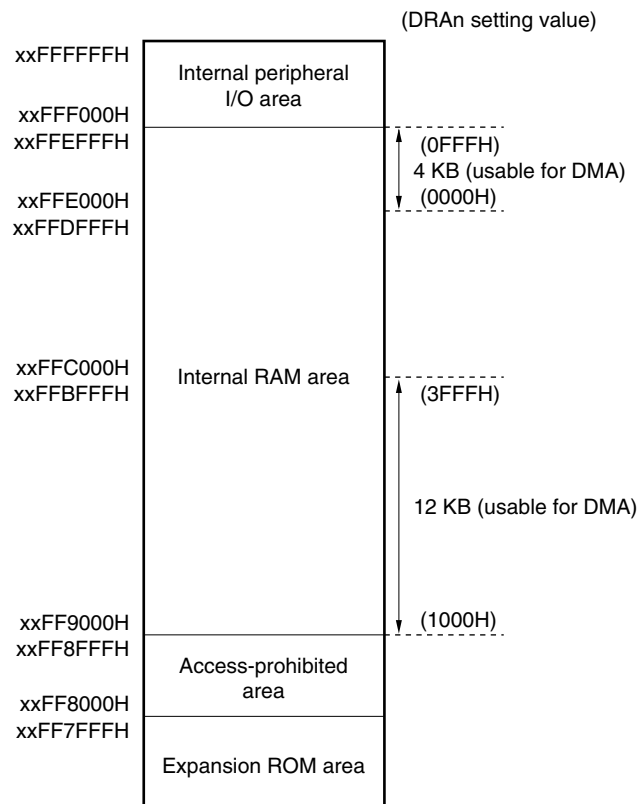 (DRAn setting value)
xxFFFFFFH
Internal peripheral
I/O area
xxFFF000H
xxFFEFFFH
(0FFFH)
4 KB (usable for DMA)
xxFFE000H
(0000H)
xxFFDFFFH
xxFFC000H
Internal RAM area
xxFFBFFFH
(3FFFH)
12 KB (usable for DMA)
xxFF9000H
(1000H)
xxFF8FFFH
Access-prohibited
area
xxFF8000H
xxFF7FFFH
Expansion ROM area